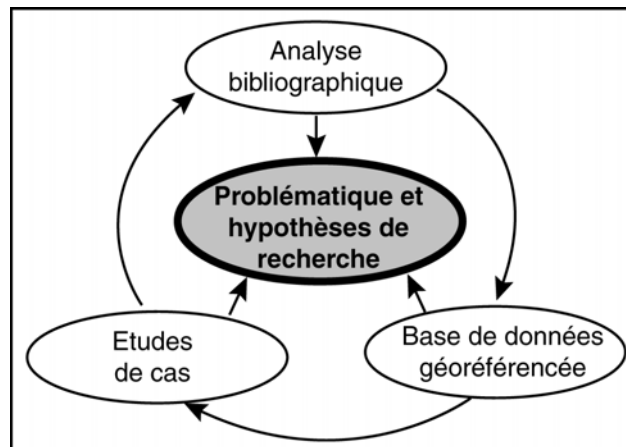 Analyse
bibliographique
Problématique et
hypothèses de
recherche
Etudes
de cas
Base de données
géoréférencée